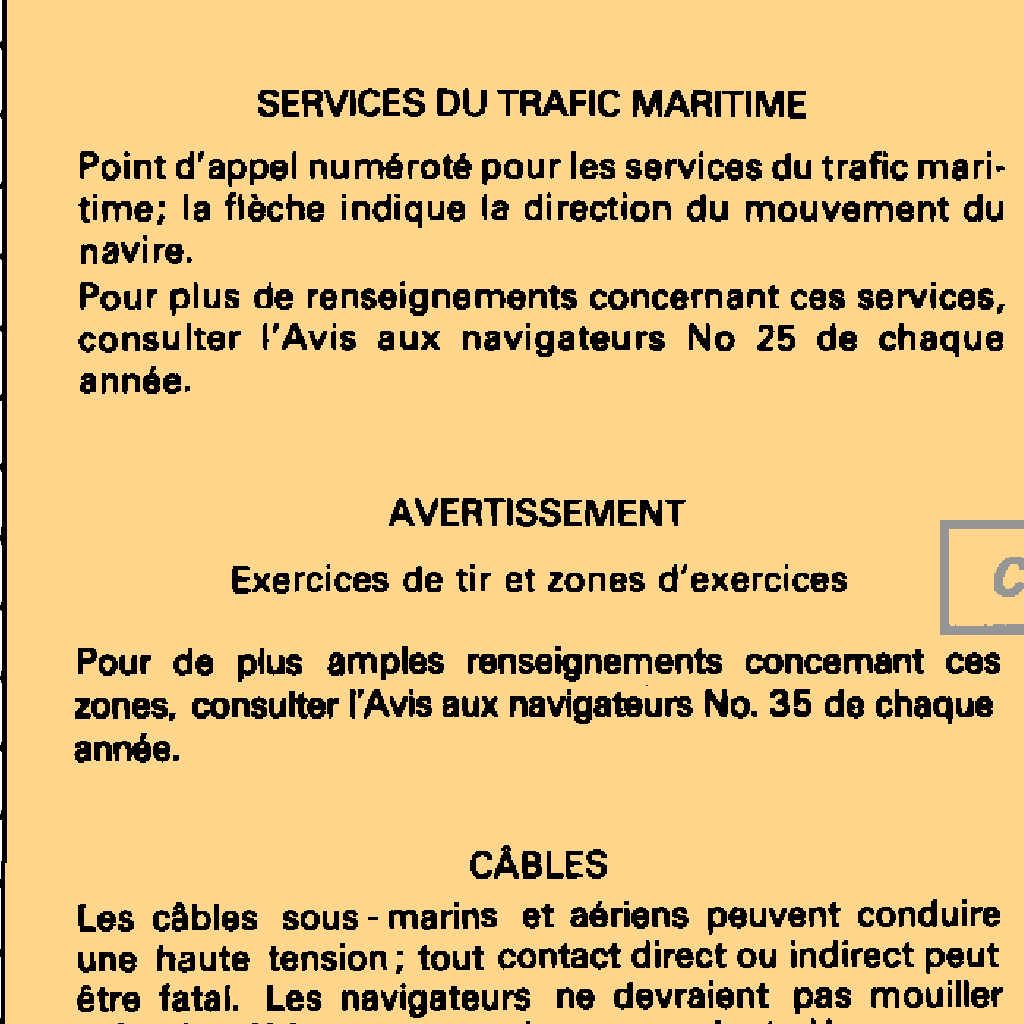 SERVICES DU TRAFIC MARITIME
Point d'appel numéroté pour les services du trafic mari-
time; la flèche indique la direction du mouvement du
navire.
Pour plus de renseignements concernant ces services,
consulter l'Avis aux navigateurs No 25 de chaque
année.
AVERTISSEMENT
Exercices de tir et zones d'exercices
C
Pour de plus amples renseignements concernant ces
zones, consulter l'Avis aux navigateurs No. 35 de chaque
année.
CÂBLES
Les câbles sous-marins et aériens peuvent conduire
une haute tension; tout contact direct ou indirect peut
être fatal. Les navigateurs ne devraient pas mouiller